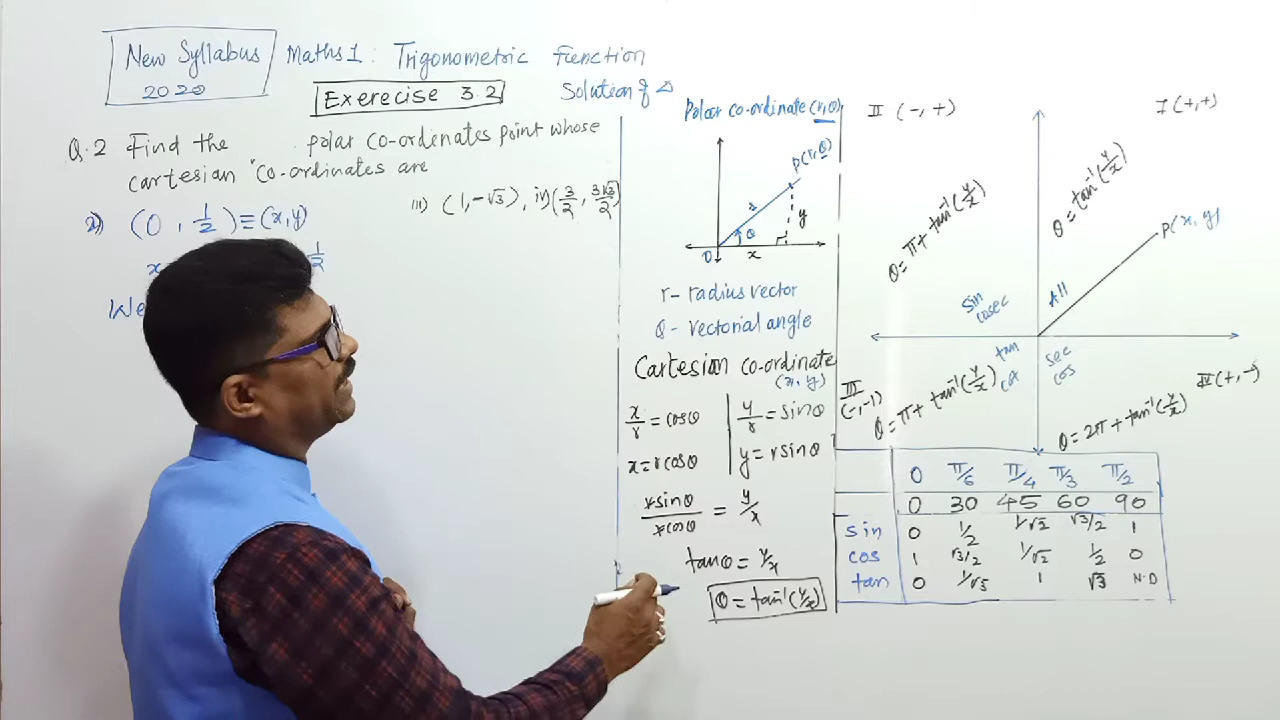 New Syllabus
2020
Maths 1 : Trigonometric Function
Solution of Δ
Exerecise 3.2
Q.2 Find the polar co-ordenates point whose
cartesian co-ordinates are
ii) (0, 1/2) ≡ (x, y)
iii) (1, -√3), iv) (3/2, 3√3/2)
x
1/2
We
Polar co-ordinate (r, θ)
P(r, θ)
r
y
θ
O
x
r - radius vector
θ - vectorial angle
Cartesian co-ordinate
(x, y)
x/r = cosθ
x = r cosθ
y/r = sinθ
y = r sinθ
r sinθ / r cosθ = y/x
tanθ = y/x
θ = tan⁻¹(y/x)
II (-, +)
I (+, +)
θ = π + tan⁻¹(y/x)
θ = tan⁻¹(y/x)
P(x, y)
sin
cosec
All
tan
cot
sec
cos
III
(-, -1)
θ = π + tan⁻¹(y/x)
IV (+, -)
θ = 2π + tan⁻¹(y/x)
0 π/6 π/4 π/3 π/2
0 30 45 60 90
sin 0 1/2 1/√2 √3/2 1
cos 1 √3/2 1/√2 1/2 0
tan 0 1/√3 1 √3 N.D